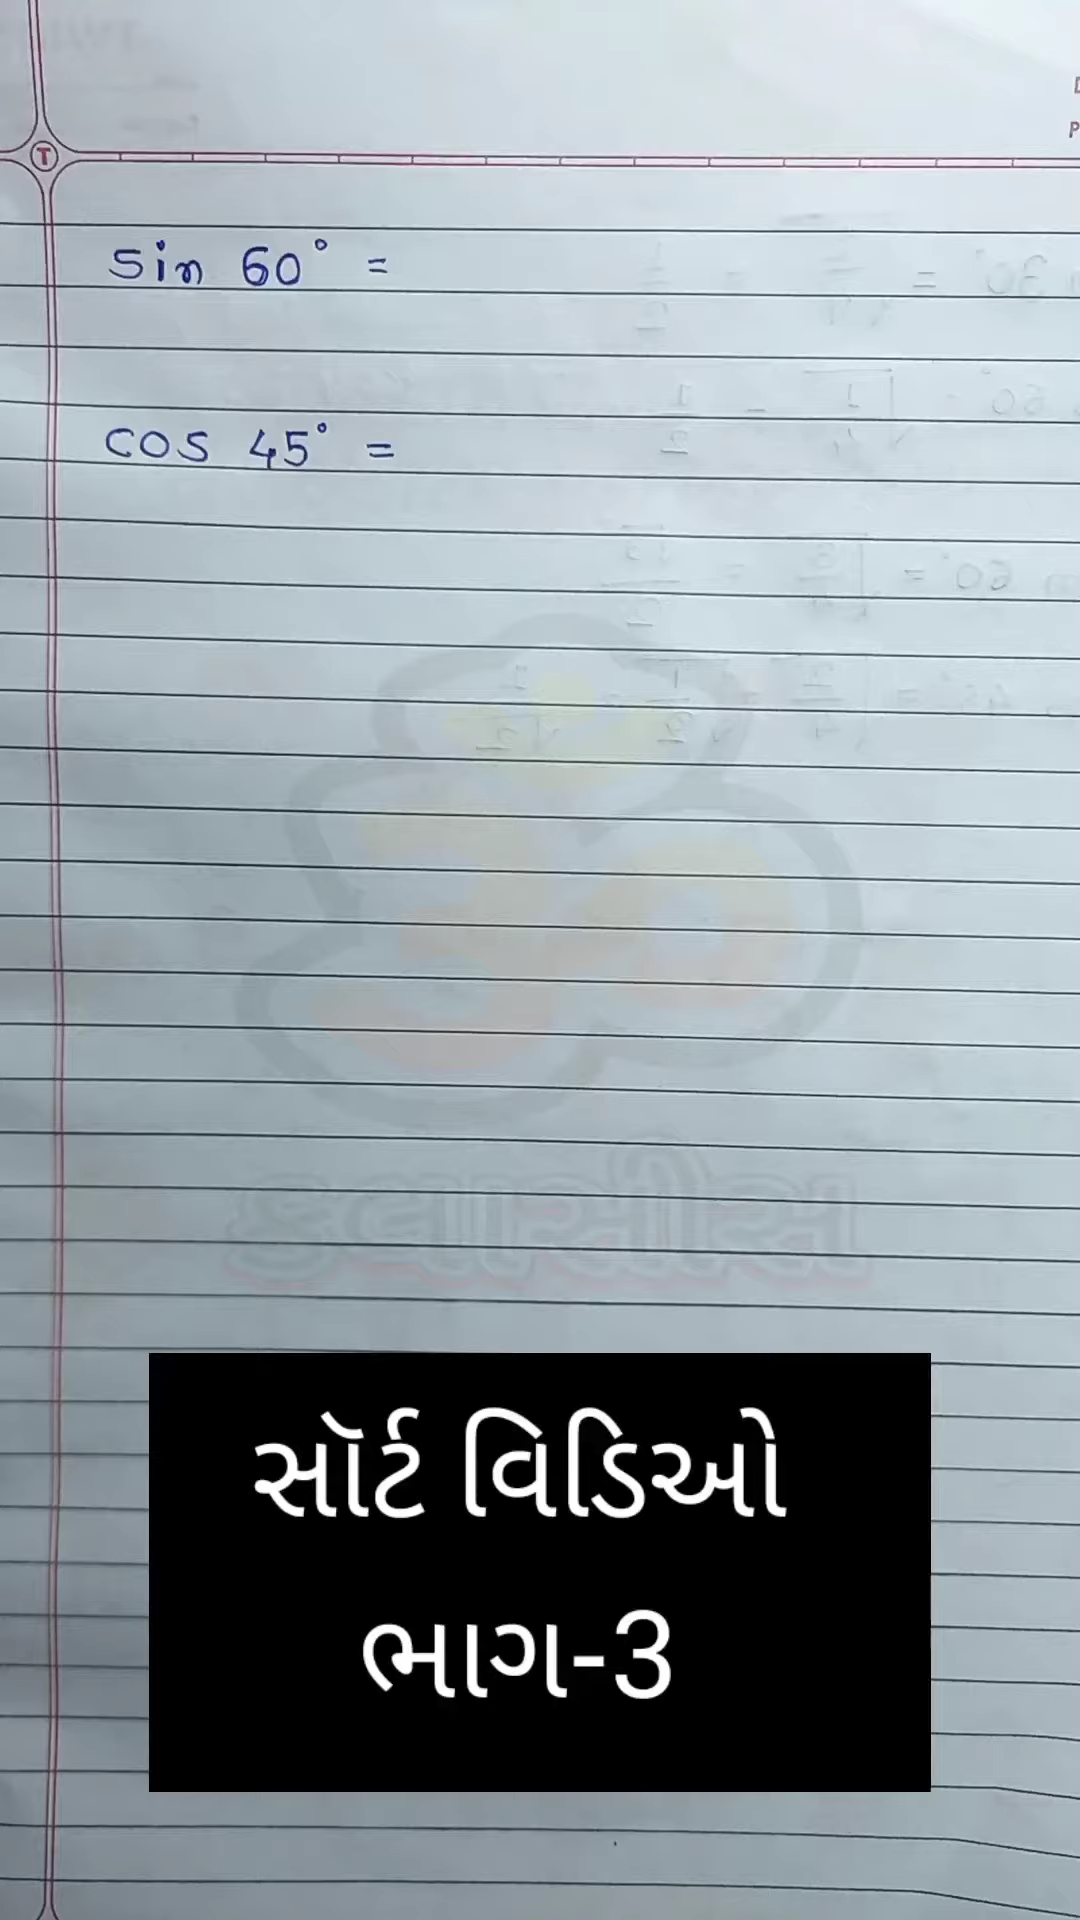 sin 60° =
cos 45° =
ક્લાસીસ
સૉર્ટ વિડિઓ
ભાગ-3